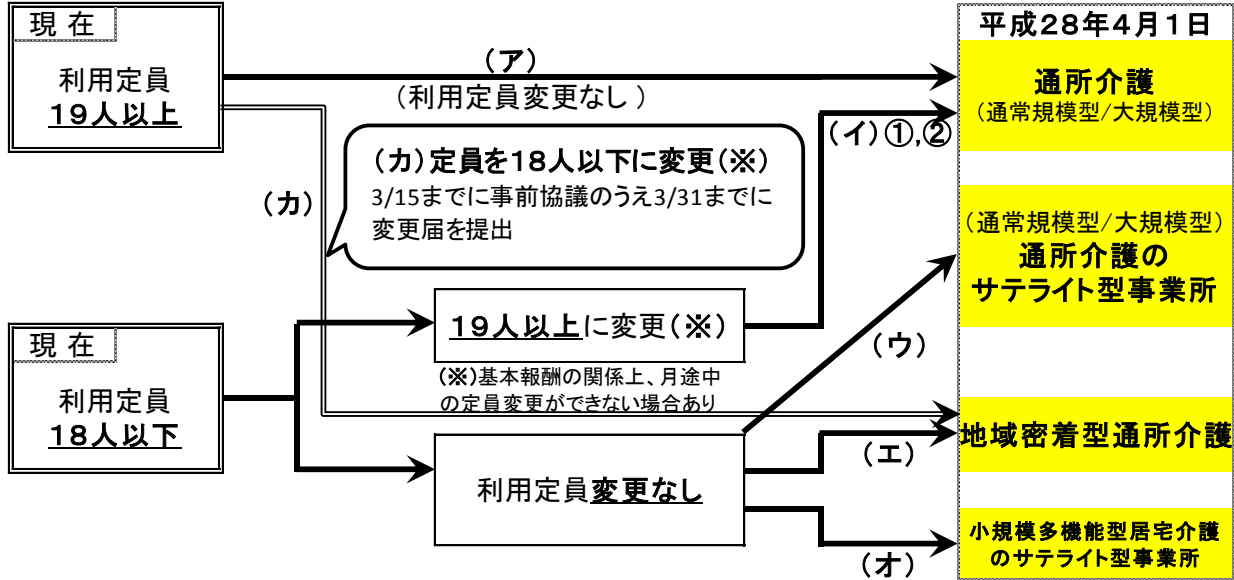 現 在
利用定員
１９人以上
（ア）
（利用定員変更なし ）
（カ）定員を１８人以下に変更（※）
3/15までに事前協議のうえ3/31までに
変更届を提出
（カ）
（イ）①,②
現 在
利用定員
１８人以下
１９人以上に変更（※）
（※）基本報酬の関係上、月途中
の定員変更ができない場合あり
利用定員変更なし
（ウ）
（エ）
（オ）
平成２８年４月１日
通所介護
（通常規模型/大規模型）
（通常規模型/大規模型）
通所介護の
サテライト型事業所
地域密着型通所介護
小規模多機能型居宅介護
のサテライト型事業所